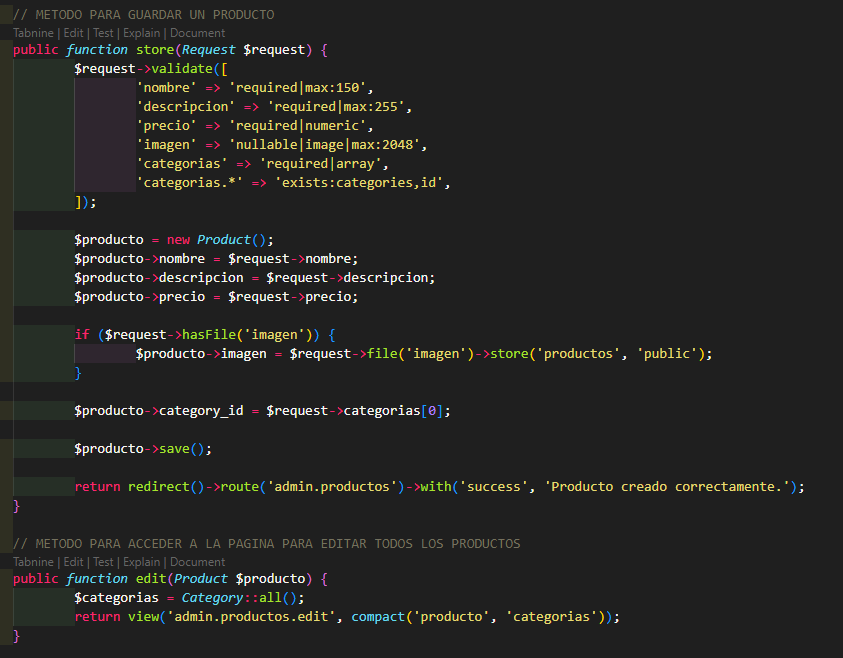 // METODO PARA GUARDAR UN PRODUCTO
Tabnine | Edit | Test | Explain | Document
public function store(Request $request) {
$request->validate([
'nombre' => 'required|max:150',
'descripcion' => 'required|max:255',
'precio' => 'required|numeric',
'imagen' => 'nullable|image|max:2048',
'categorias' => 'required|array',
'categorias.*' => 'exists:categories,id',
]);
$producto = new Product();
$producto->nombre = $request->nombre;
$producto->descripcion = $request->descripcion;
$producto->precio = $request->precio;
if ($request->hasFile('imagen')) {
$producto->imagen = $request->file('imagen')->store('productos', 'public');
}
$producto->category_id = $request->categorias[0];
$producto->save();
return redirect()->route('admin.productos')->with('success', 'Producto creado correctamente.');
}
// METODO PARA ACCEDER A LA PAGINA PARA EDITAR TODOS LOS PRODUCTOS
Tabnine | Edit | Test | Explain | Document
public function edit(Product $producto) {
$categorias = Category::all();
return view('admin.productos.edit', compact('producto', 'categorias'));
}